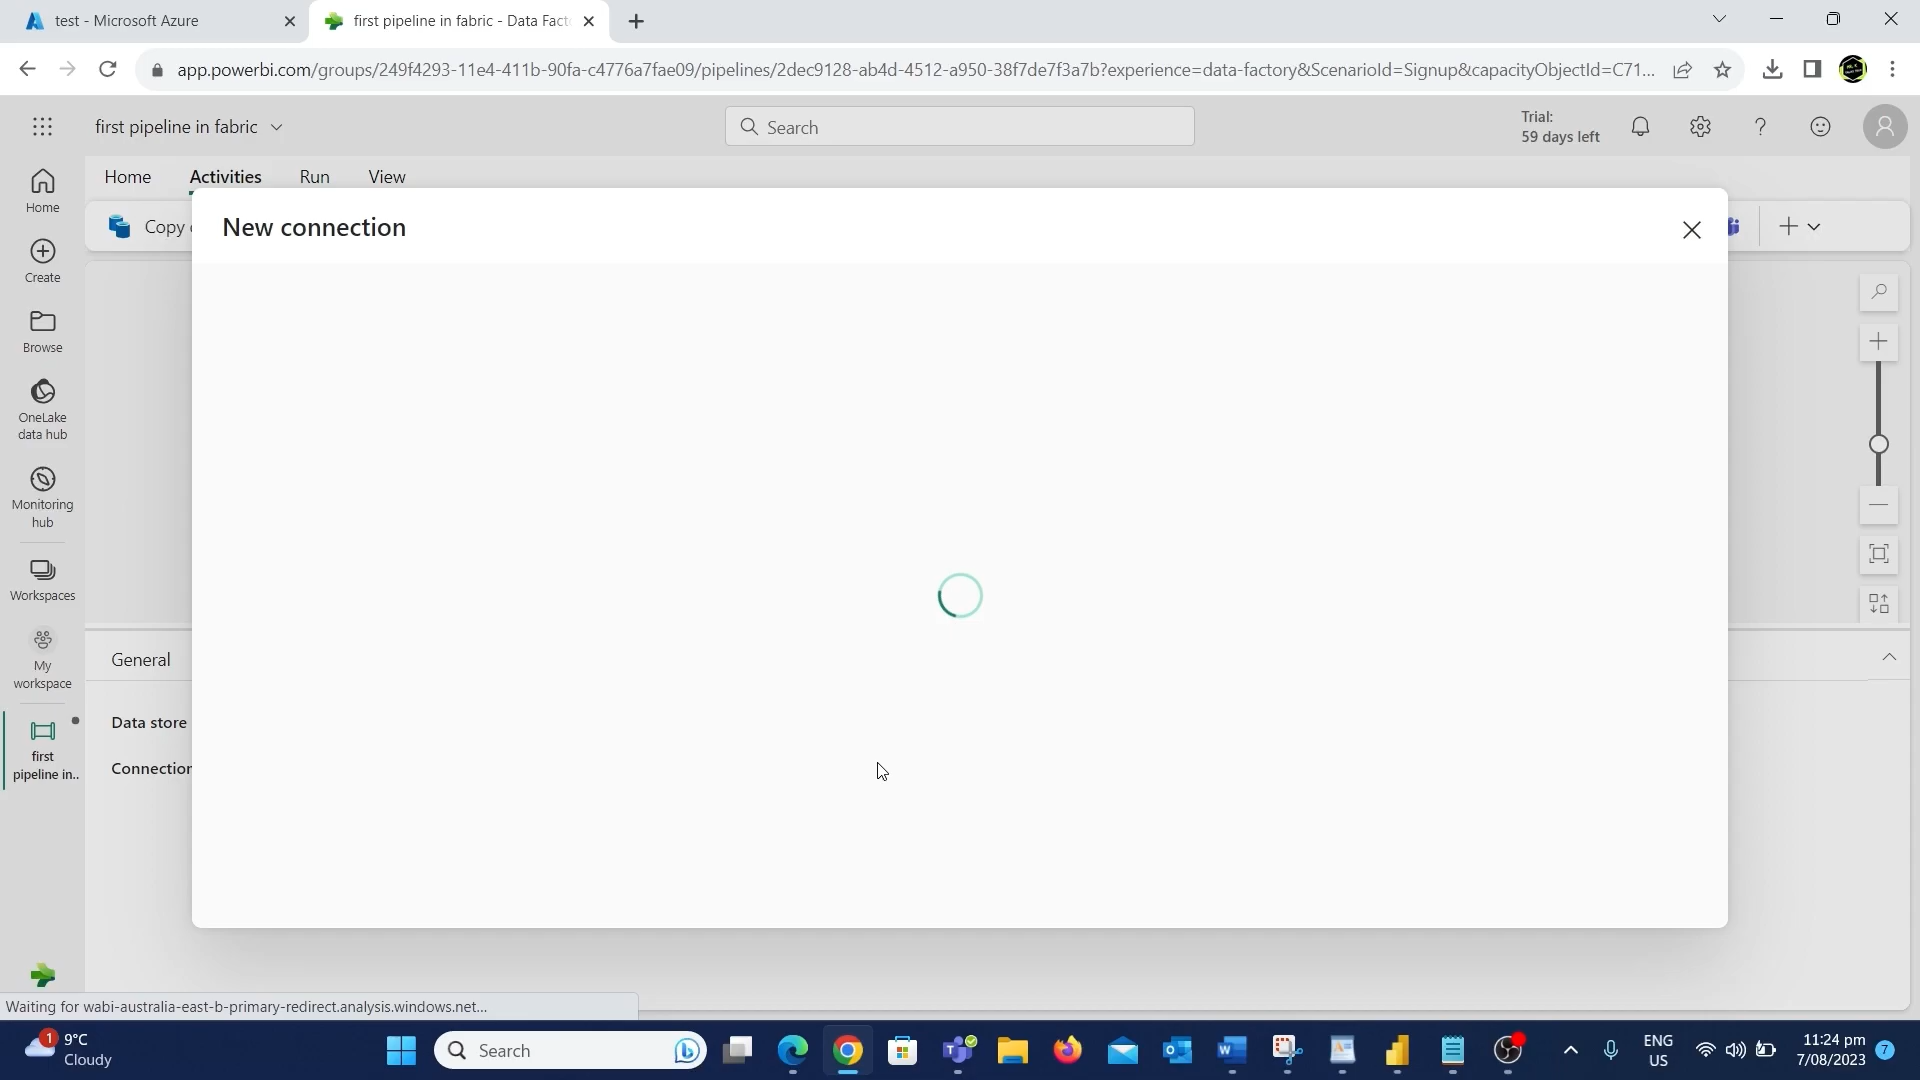 test - Microsoft Azure
first pipeline in fabric - Data Fact
app.powerbi.com/groups/249f4293-11e4-411b-90fa-c4776a7fae09/pipelines/2dec9128-ab4d-4512-a950-38f7de7f3a7b?experience=data-factory&ScenarioId=Signup&capacityObjectId=C71...
first pipeline in fabric
Search
Trial:
59 days left
Home
Activities
Run
View
Home
Copy
New connection
Create
Browse
OneLake
data hub
Monitoring
hub
Workspaces
My
workspace
General
Data store
first
pipeline in..
Connection
Waiting for wabi-australia-east-b-primary-redirect.analysis.windows.net...
1
9°C
Cloudy
Search
ENG
US
11:24 pm
7/08/2023
7